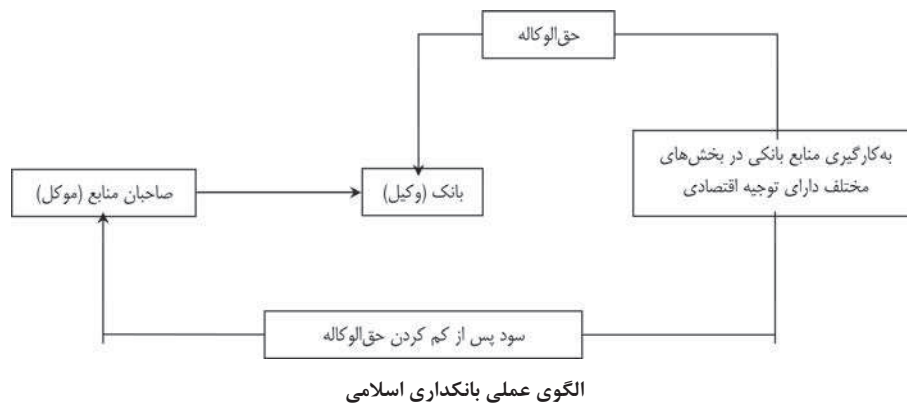 حق‌الوکاله
به‌کارگیری منابع بانکی در بخش‌های
مختلف دارای توجیه اقتصادی
بانک (وکیل)
صاحبان منابع (موکل)
سود پس از کم کردن حق‌الوکاله
الگوی عملی بانکداری اسلامی